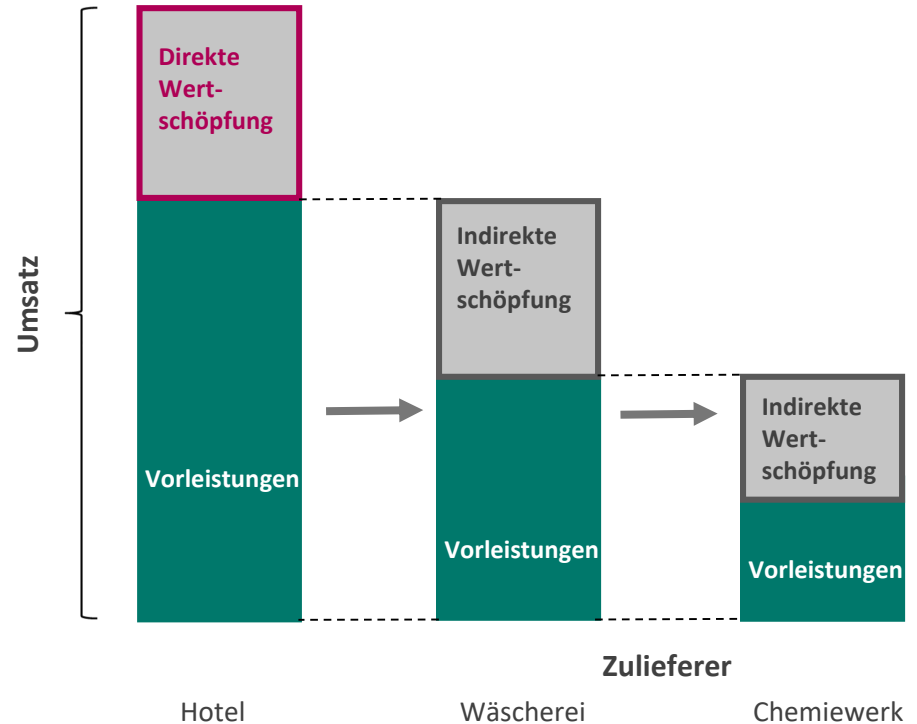 Direkte
Wert-
schöpfung
Indirekte
Wert-
schöpfung
Umsatz
Indirekte
Wert-
schöpfung
Vorleistungen
Vorleistungen
Vorleistungen
Zulieferer
Hotel
Wäscherei
Chemiewerk